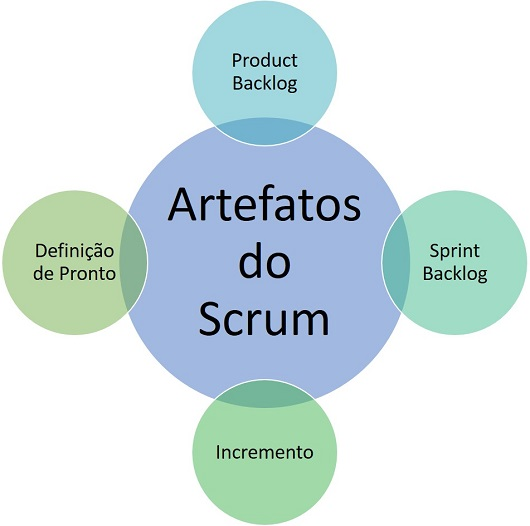 Product
Backlog
Artefatos
do
Scrum
Definição
de Pronto
Sprint
Backlog
Incremento